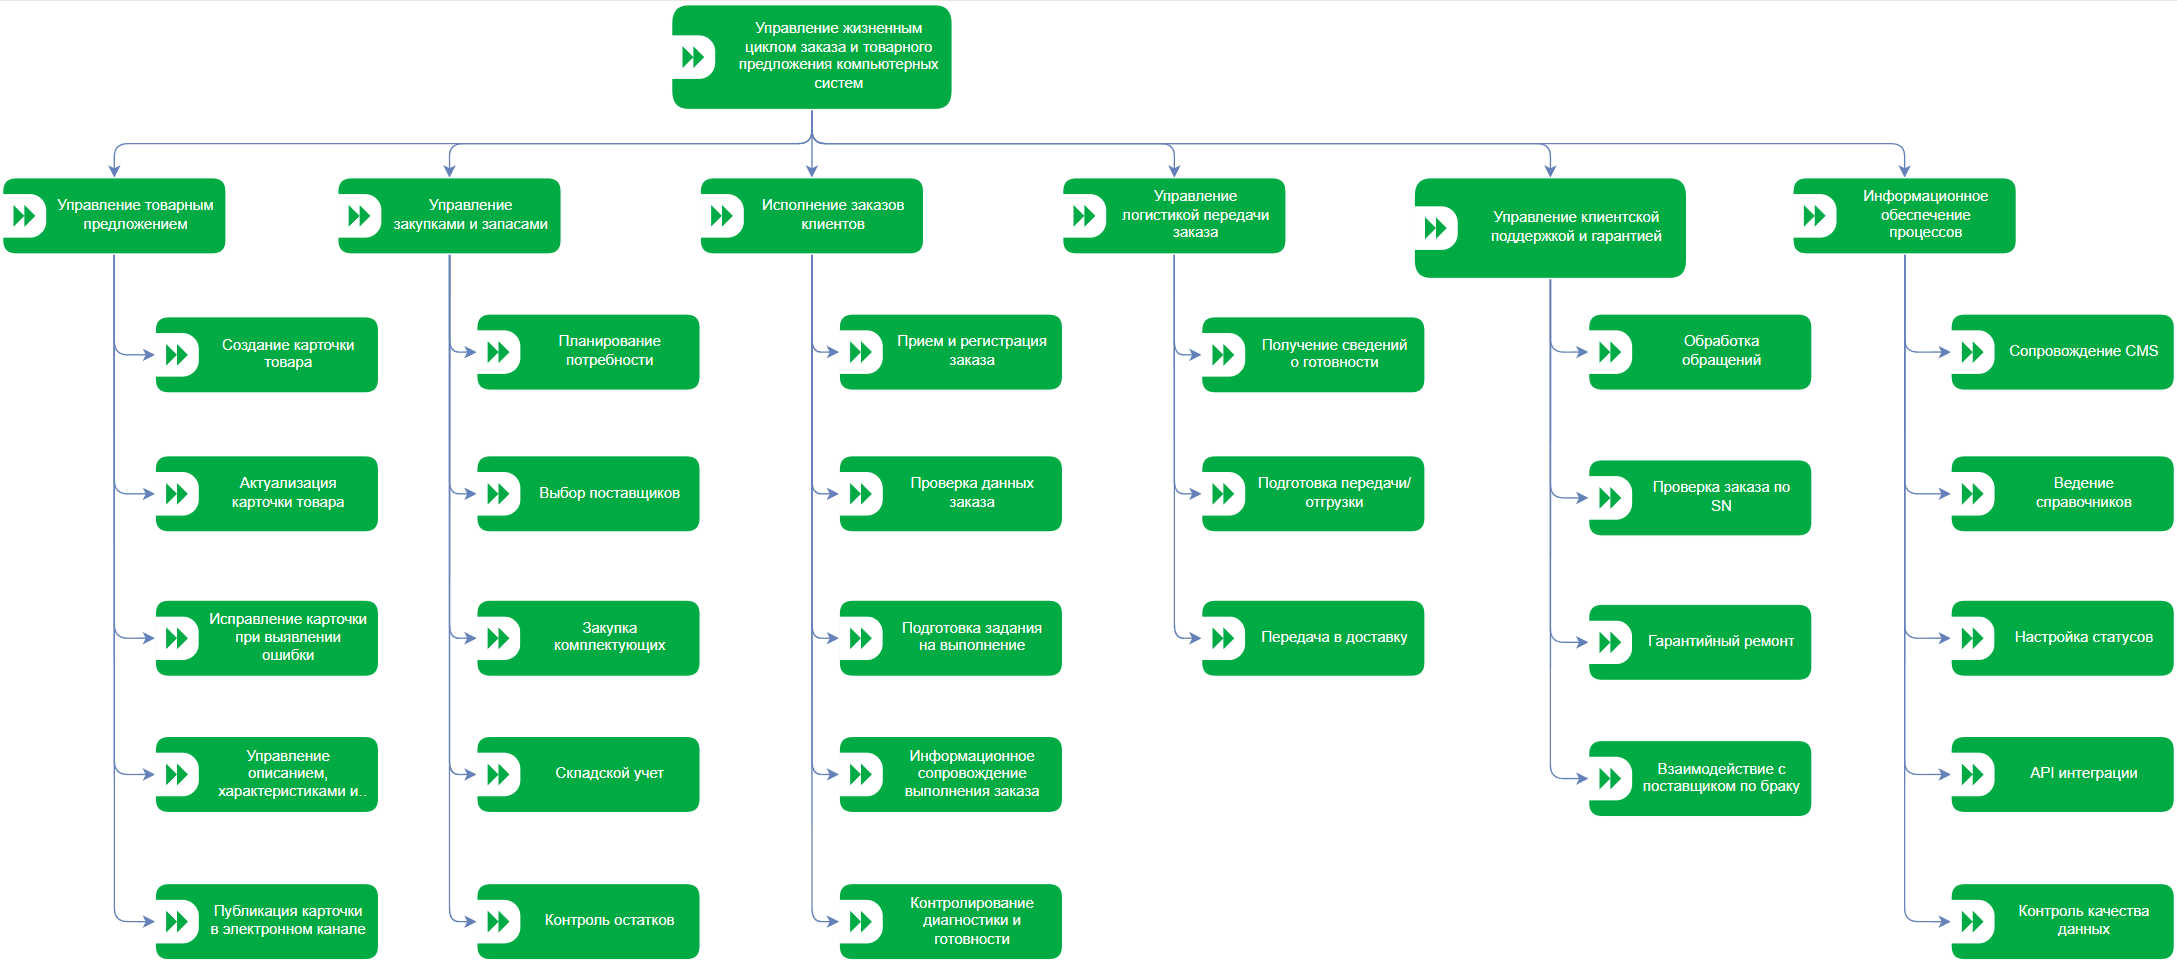 Управление жизненным
циклом заказа и товарного
предложения компьютерных
систем
Управление товарным
предложением
Управление
закупками и запасами
Исполнение заказов
клиентов
Управление
логистикой передачи
заказа
Управление клиентской
поддержкой и гарантией
Информационное
обеспечение
процессов
Создание карточки
товара
Актуализация
карточки товара
Исправление карточки
при выявлении
ошибки
Управление
описанием,
характеристиками и..
Публикация карточки
в электронном канале
Планирование
потребности
Выбор поставщиков
Закупка
комплектующих
Складской учет
Контроль остатков
Прием и регистрация
заказа
Проверка данных
заказа
Подготовка задания
на выполнение
Информационное
сопровождение
выполнения заказа
Контролирование
диагностики и
готовности
Получение сведений
о готовности
Подготовка передачи/
отгрузки
Передача в доставку
Обработка
обращений
Проверка заказа по
SN
Гарантийный ремонт
Взаимодействие с
поставщиком по браку
Сопровождение CMS
Ведение
справочников
Настройка статусов
API интеграции
Контроль качества
данных